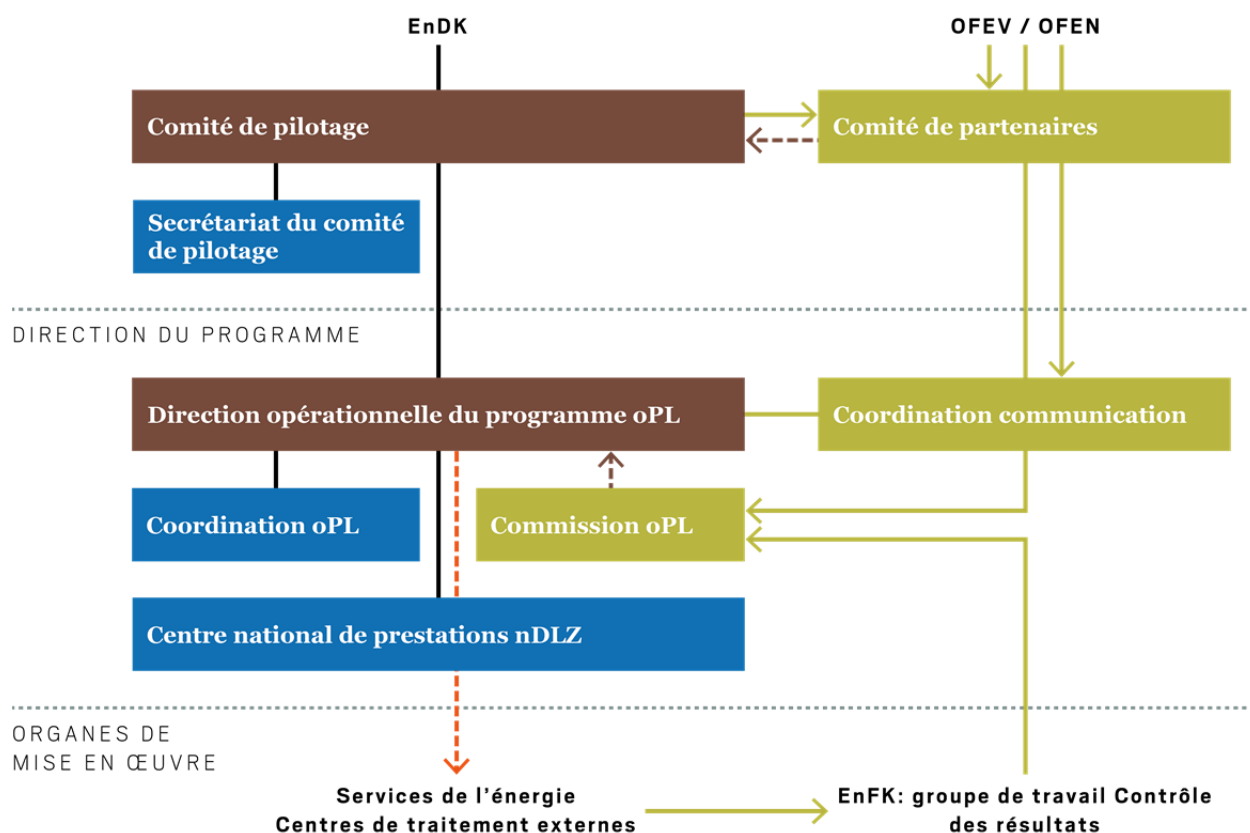 EnDK
OFEV / OFEN
Comité de pilotage
Comité de partenaires
Secrétariat du comité
de pilotage
DIRECTION DU PROGRAMME
Direction opérationnelle du programme oPL
Coordination communication
Coordination oPL
Commission oPL
Centre national de prestations nDLZ
ORGANES DE
MISE EN ŒUVRE
Services de l'énergie
Centres de traitement externes
EnFK: groupe de travail Contrôle
des résultats